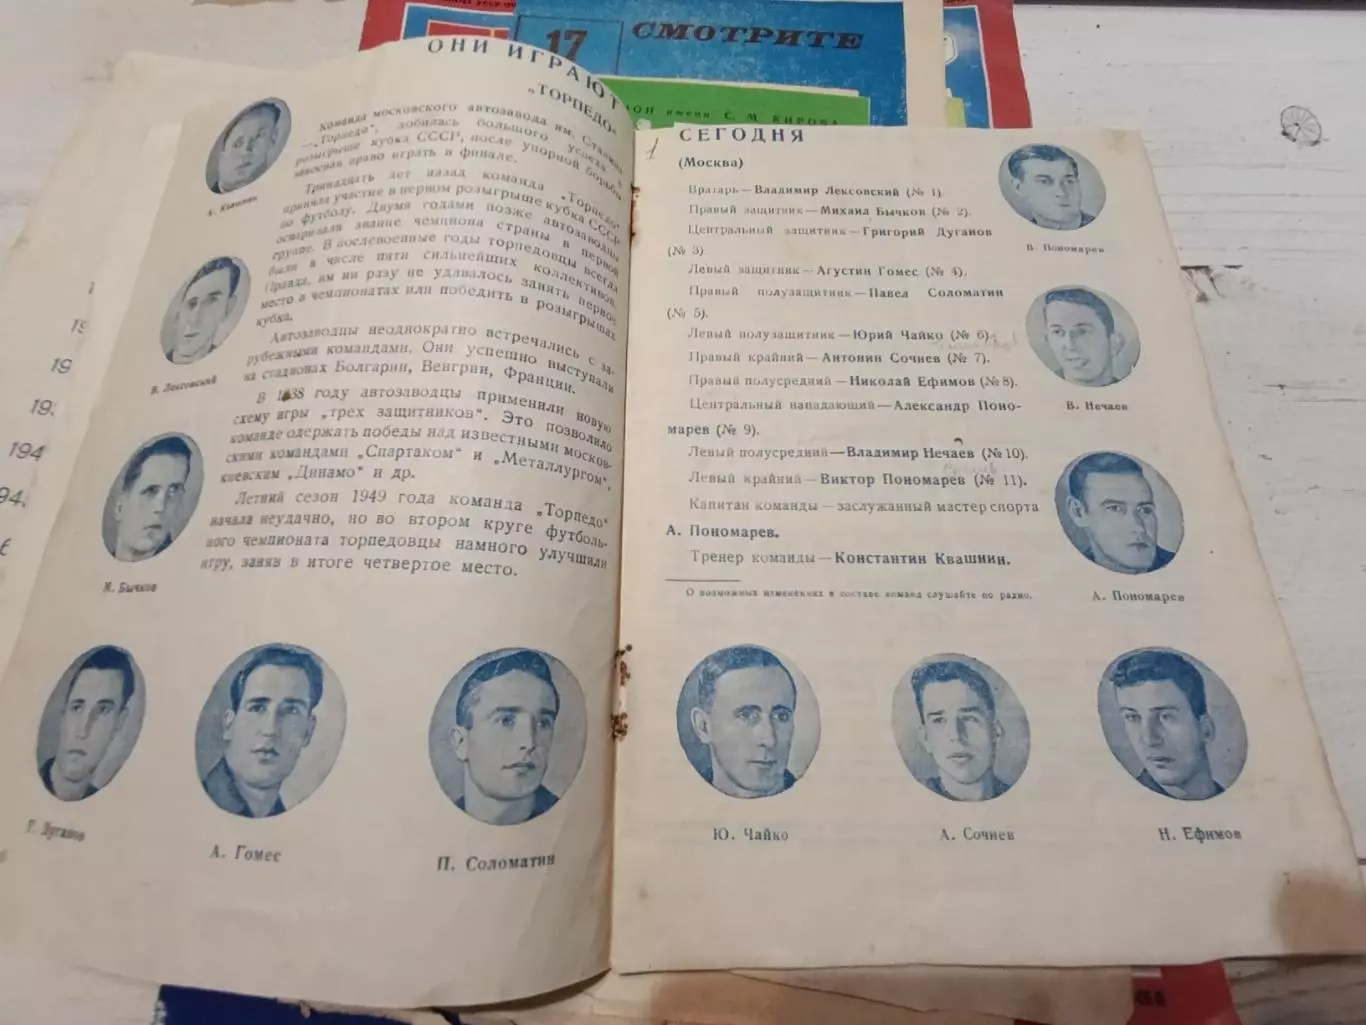 17
СМОТРИТЕ
имени С. М. КИРОВА
ОНИ ИГРАЮТ
„ТОРПЕДО“
Команда московского автозавода им. Сталина
—„Торпедо“, добилась большого успеха в
розыгрыше кубка СССР, после упорной борьбы
завоевав право играть в финале.
Тринадцать лет назад команда „Торпедо“
приняла участие в первом розыгрыше кубка СССР
по футболу. Двумя годами позже автозаводцы
оспаривали звание чемпиона страны в первой
группе. В послевоенные годы торпедовцы всегда
были в числе пяти сильнейших коллективов.
Правда, им ни разу не удавалось занять первое
место в чемпионатах или победить в розыгрышах
кубка.
Автозаводцы неоднократно встречались с за-
рубежными командами. Они успешно выступали
на стадионах Болгарии, Венгрии, Франции.
В 1938 году автозаводцы применили новую
схему игры „трех защитников“. Это позволило
команде одержать победы над известными москов-
скими командами „Спартаком“ и „Металлургом“,
киевским „Динамо“ и др.
Летний сезон 1949 года команда „Торпедо“
начала неудачно, но во втором круге футболь-
ного чемпионата торпедовцы намного улучшили
игру, заняв в итоге четвертое место.
К. Квашнин
В. Лексовский
М. Бычков
Г. Дуганов
А. Гомес
П. Соломатин
194
1
СЕГОДНЯ
(Москва)
Вратарь—Владимир Лексовский (№ 1).
Правый защитник—Михаил Бычков (№ 2).
Центральный защитник—Григорий Дуганов
(№ 3)
Левый защитник—Агустин Гомес (№ 4).
Правый полузащитник—Павел Соломатин
(№ 5).
Левый полузащитник—Юрий Чайко (№ 6)
Правый крайний—Антонин Сочнев (№ 7).
Правый полусредний—Николай Ефимов (№ 8).
Центральный нападающий—Александр Поно-
марев (№ 9).
Левый полусредний—Владимир Нечаев (№ 10).
Левый крайний—Виктор Пономарев (№ 11).
Капитан команды—заслужанный мастер спорта
А. Пономарев.
Тренер команды—Константин Квашнин.
О возможных изменениях в составе команд слушайте по радио.
В. Пономарев
В. Нечаев
А. Пономарев
Ю. Чайко
А. Сочнев
Н. Ефимов